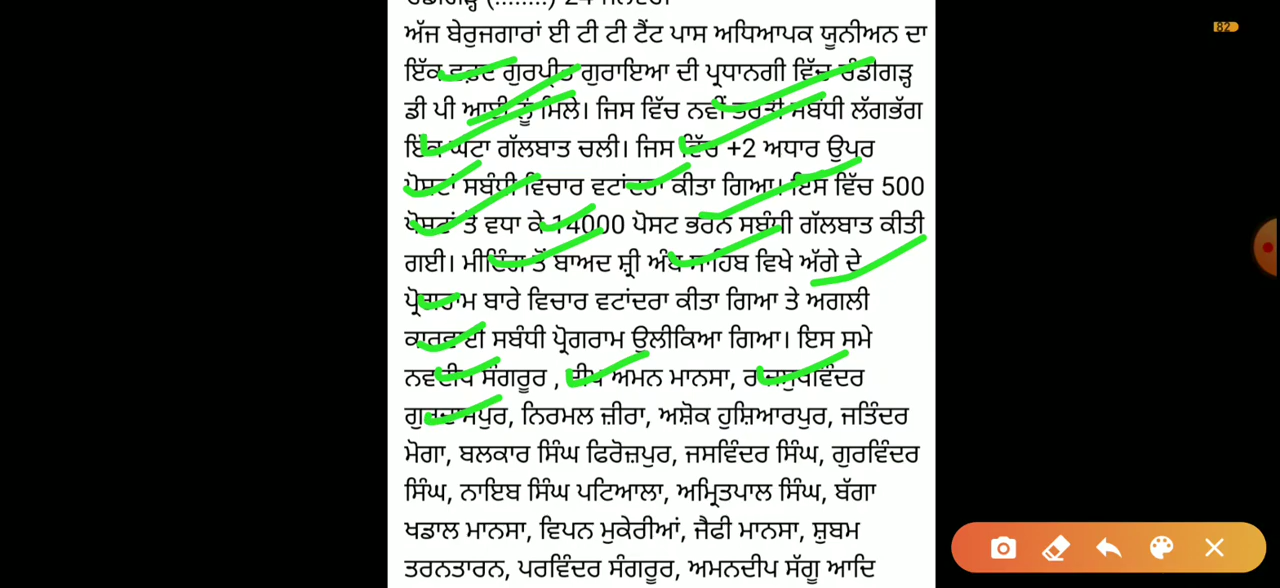 ਅੱਜ ਬੇਰੁਜਗਾਰਾਂ ਈ ਟੀ ਟੀ ਟੈੱਟ ਪਾਸ ਅਧਿਆਪਕ ਯੂਨੀਅਨ ਦਾ
ਇੱਕ ਵਫ਼ਦ ਗੁਰਪ੍ਰੀਤ ਗੁਰਾਇਆ ਦੀ ਪ੍ਰਧਾਨਗੀ ਵਿੱਚ ਚੰਡੀਗੜ੍ਹ
ਡੀ ਪੀ ਆਈ ਨੂੰ ਮਿਲੇ। ਜਿਸ ਵਿੱਚ ਨਵੀਂ ਭਰਤੀ ਸਬੰਧੀ ਲੱਗਭੱਗ
ਇੱਕ ਘੰਟਾ ਗੱਲਬਾਤ ਚਲੀ। ਜਿਸ ਵਿੱਚ +2 ਅਧਾਰ ਉਪਰ
ਪੋਸਟਾਂ ਸਬੰਧੀ ਵਿਚਾਰ ਵਟਾਂਦਰਾ ਕੀਤਾ ਗਿਆ। ਇਸ ਵਿੱਚ 500
ਪੋਸਟਾਂ ਤੋਂ ਵਧਾ ਕੇ 14000 ਪੋਸਟ ਭਰਨ ਸਬੰਧੀ ਗੱਲਬਾਤ ਕੀਤੀ
ਗਈ। ਮੀਟਿੰਗ ਤੋਂ ਬਾਅਦ ਸ਼੍ਰੀ ਅੰਬ ਸਾਹਿਬ ਵਿਖੇ ਅੱਗੇ ਦੇ
ਪ੍ਰੋਗਰਾਮ ਬਾਰੇ ਵਿਚਾਰ ਵਟਾਂਦਰਾ ਕੀਤਾ ਗਿਆ ਤੇ ਅਗਲੀ
ਕਾਰਵਾਈ ਸਬੰਧੀ ਪ੍ਰੋਗਰਾਮ ਉਲੀਕਿਆ ਗਿਆ। ਇਸ ਸਮੇ
ਨਵਦੀਪ ਸੰਗਰੂਰ , ਦੀਪ ਅਮਨ ਮਾਨਸਾ, ਰਾਜਸੁਖਵਿੰਦਰ
ਗੁਰਦਾਸਪੁਰ, ਨਿਰਮਲ ਜ਼ੀਰਾ, ਅਸ਼ੋਕ ਹੁਸ਼ਿਆਰਪੁਰ, ਜਤਿੰਦਰ
ਮੋਗਾ, ਬਲਕਾਰ ਸਿੰਘ ਫਿਰੋਜ਼ਪੁਰ, ਜਸਵਿੰਦਰ ਸਿੰਘ, ਗੁਰਵਿੰਦਰ
ਸਿੰਘ, ਨਾਇਬ ਸਿੰਘ ਪਟਿਆਲਾ, ਅਮ੍ਰਿਤਪਾਲ ਸਿੰਘ, ਬੱਗਾ
ਖਡਾਲ ਮਾਨਸਾ, ਵਿਪਨ ਮੁਕੇਰੀਆਂ, ਜੈਫੀ ਮਾਨਸਾ, ਸ਼ੁਬਮ
ਤਰਨਤਾਰਨ, ਪਰਵਿੰਦਰ ਸੰਗਰੂਰ, ਅਮਨਦੀਪ ਸੱਗੂ ਆਦਿ
82